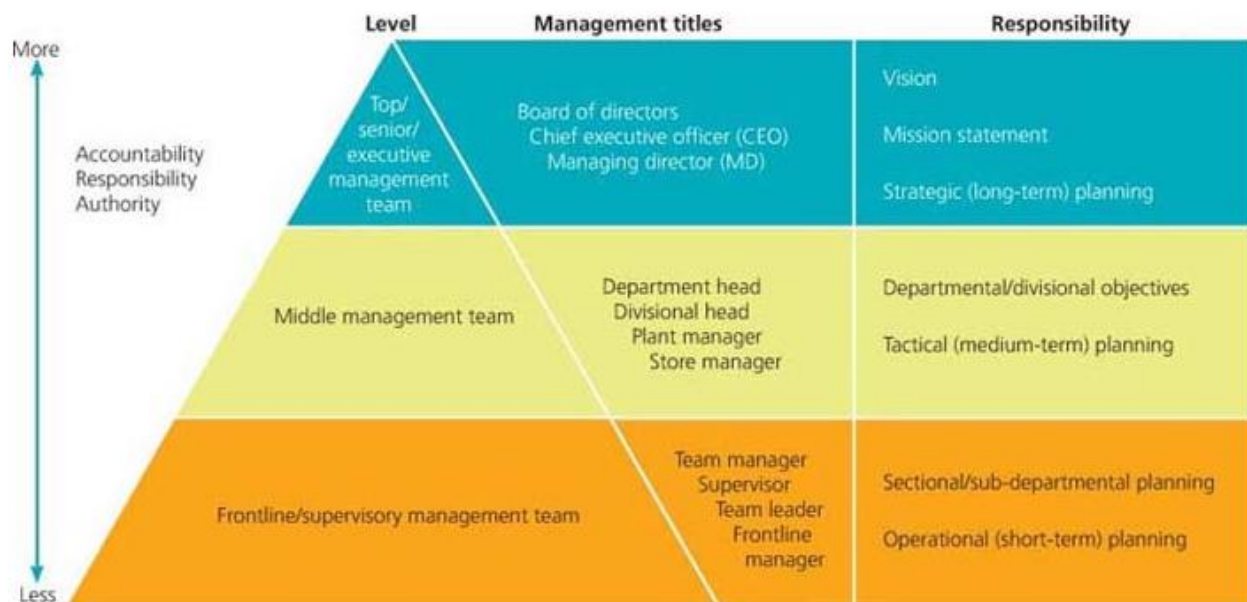 Level
Management titles
Responsibility
More
Accountability
Responsibility
Authority
Less
Top/
senior/
executive
management
team
Board of directors
Chief executive officer (CEO)
Managing director (MD)
Vision
Mission statement
Strategic (long-term) planning
Middle management team
Department head
Divisional head
Plant manager
Store manager
Departmental/divisional objectives
Tactical (medium-term) planning
Frontline/supervisory management team
Team manager
Supervisor
Team leader
Frontline
manager
Sectional/sub-departmental planning
Operational (short-term) planning